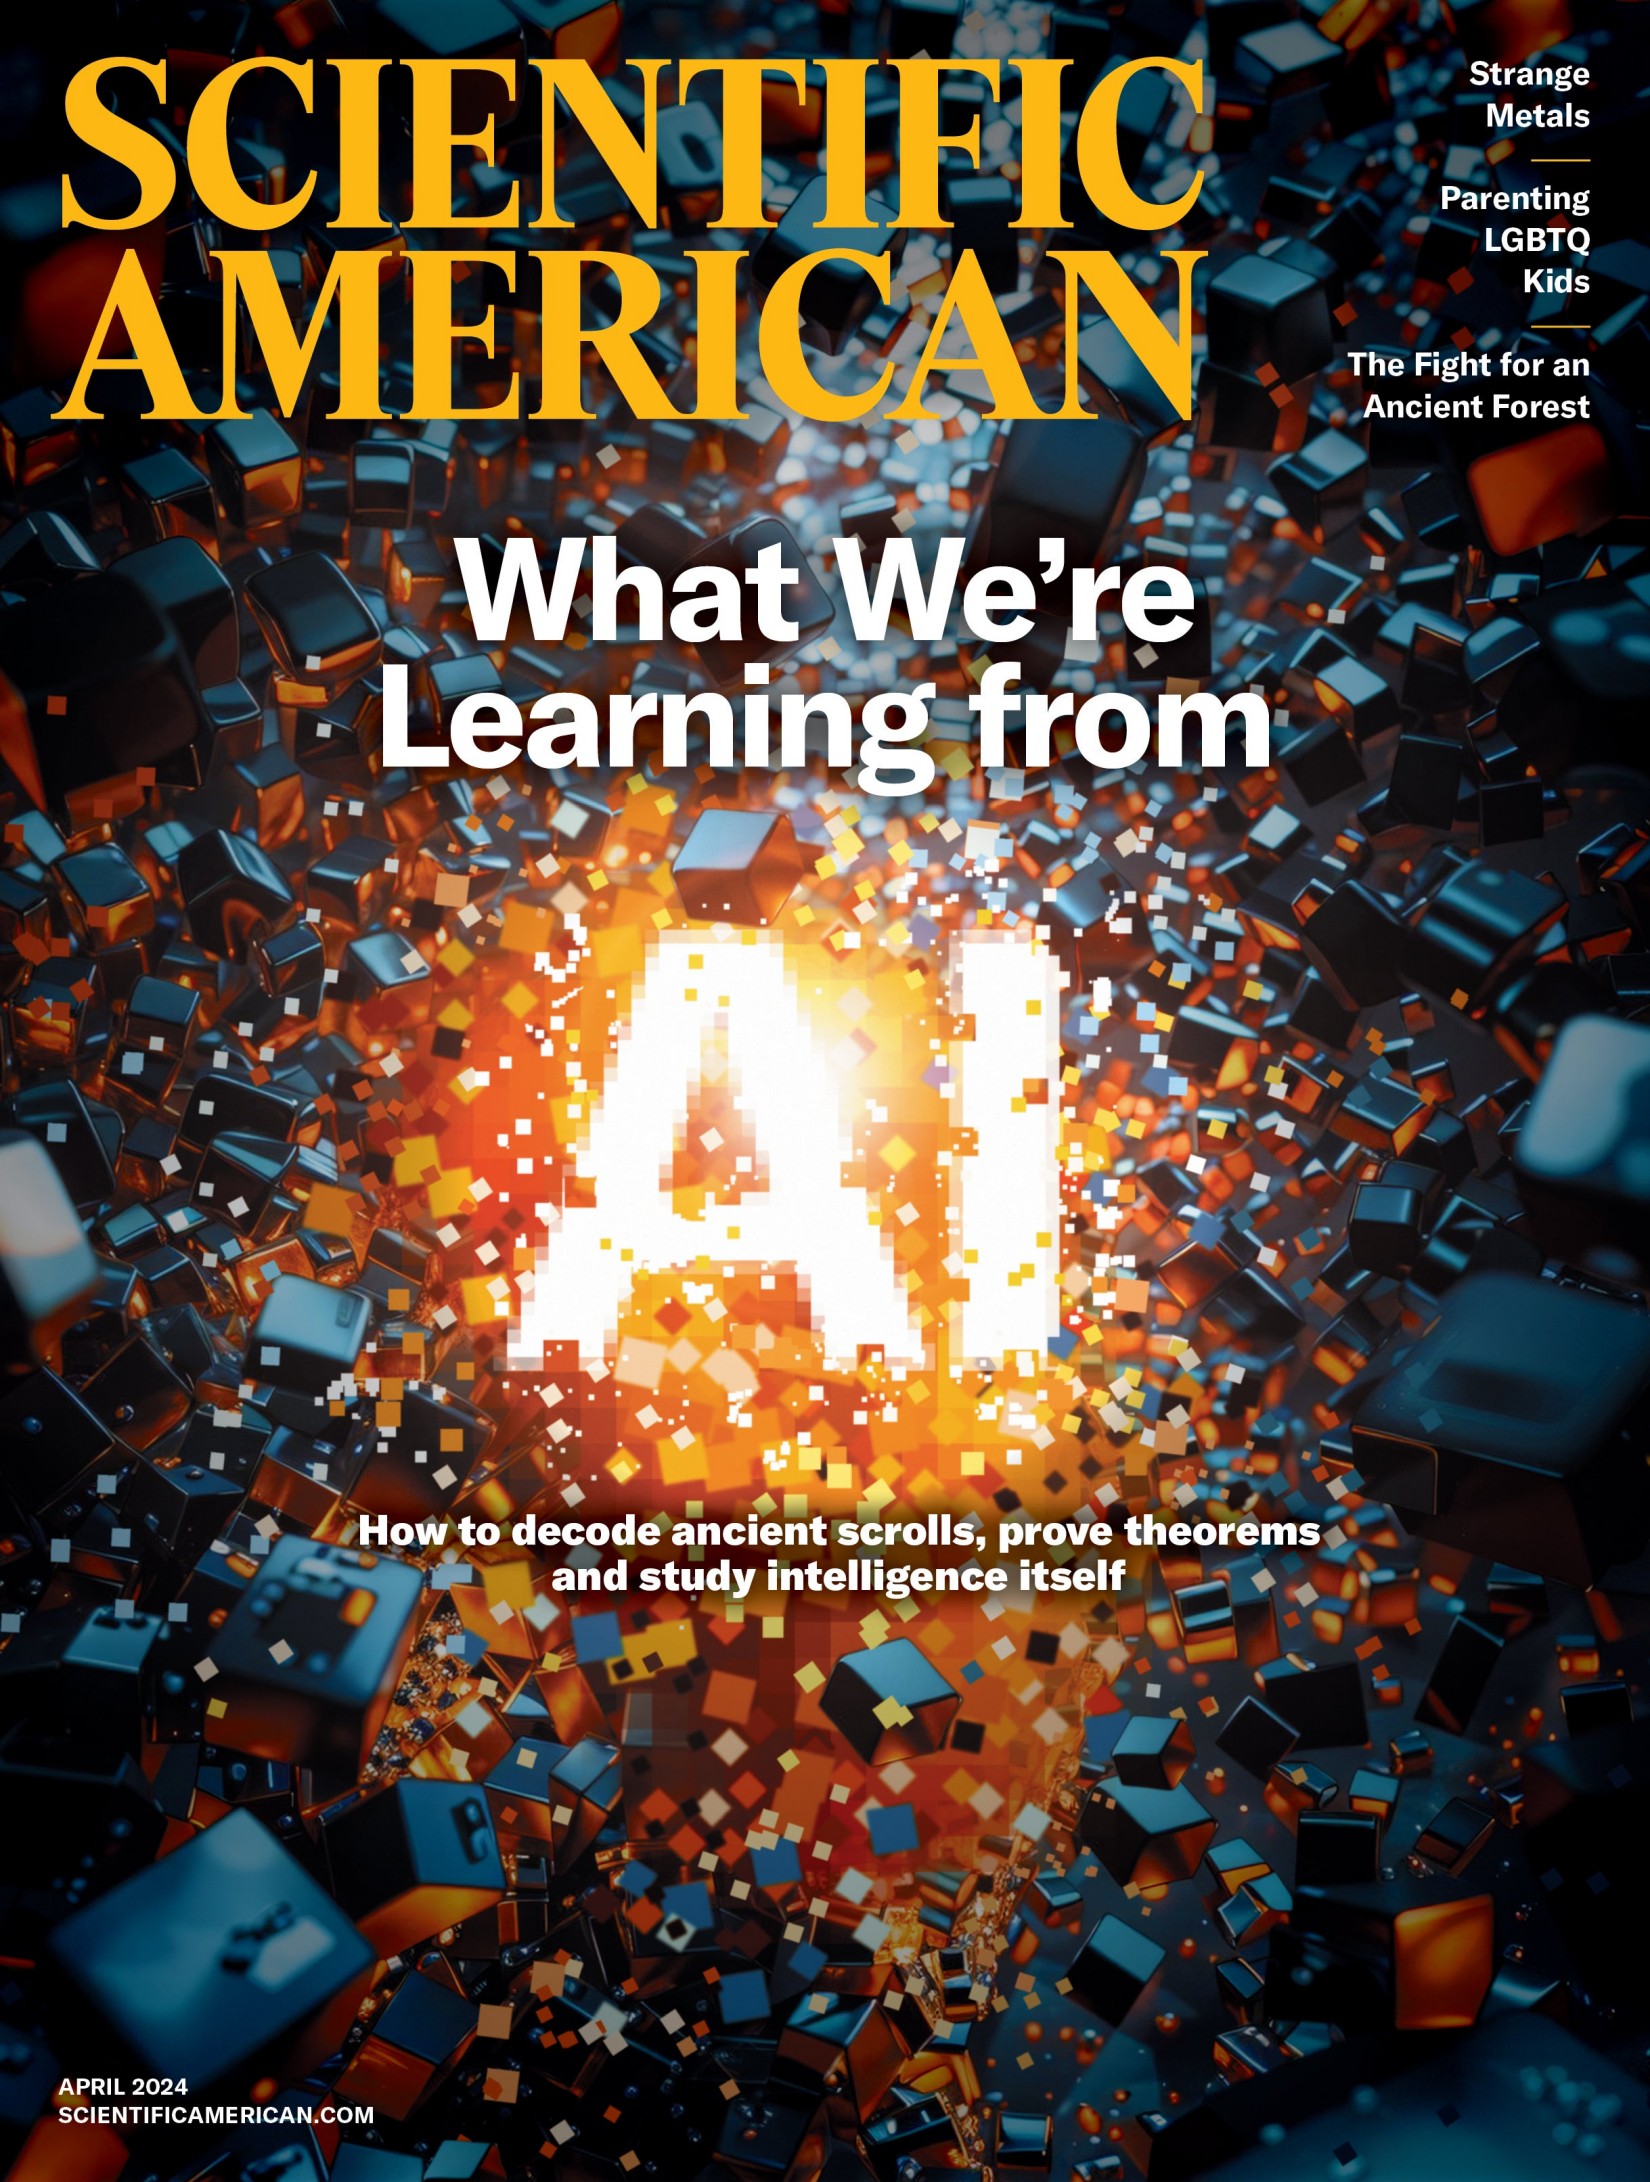 SCIENTIFIC
AMERICAN
Strange
Metals
Parenting
LGBTQ
Kids
The Fight for an
Ancient Forest
What We’re
Learning from
AI
How to decode ancient scrolls, prove theorems
and study intelligence itself
APRIL 2024
SCIENTIFICAMERICAN.COM